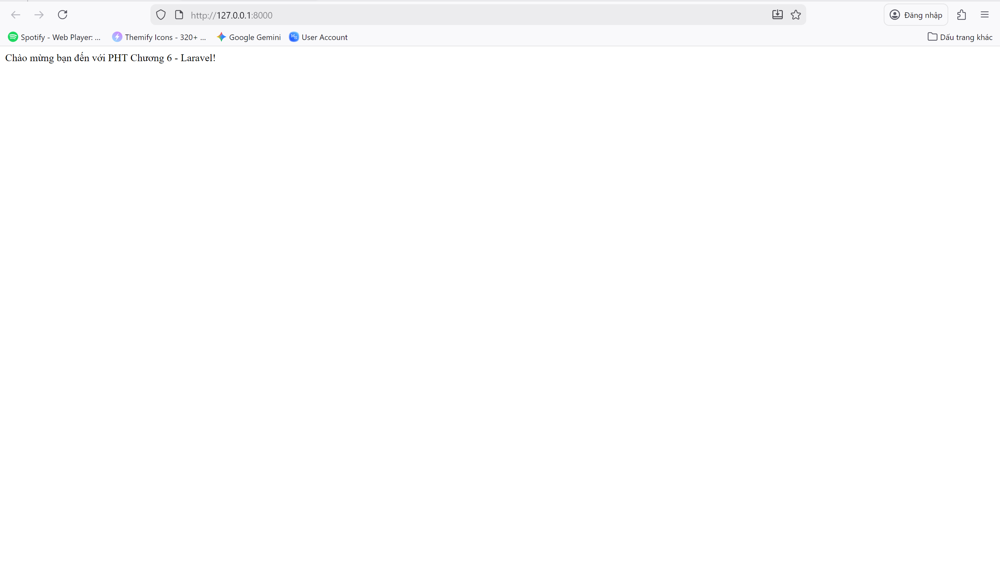 http://127.0.0.1:8000
Đăng nhập
Spotify - Web Player: ...
Themify Icons - 320+ ...
Google Gemini
MS
User Account
Dấu trang khác
Chào mừng bạn đến với PHT Chương 6 - Laravel!